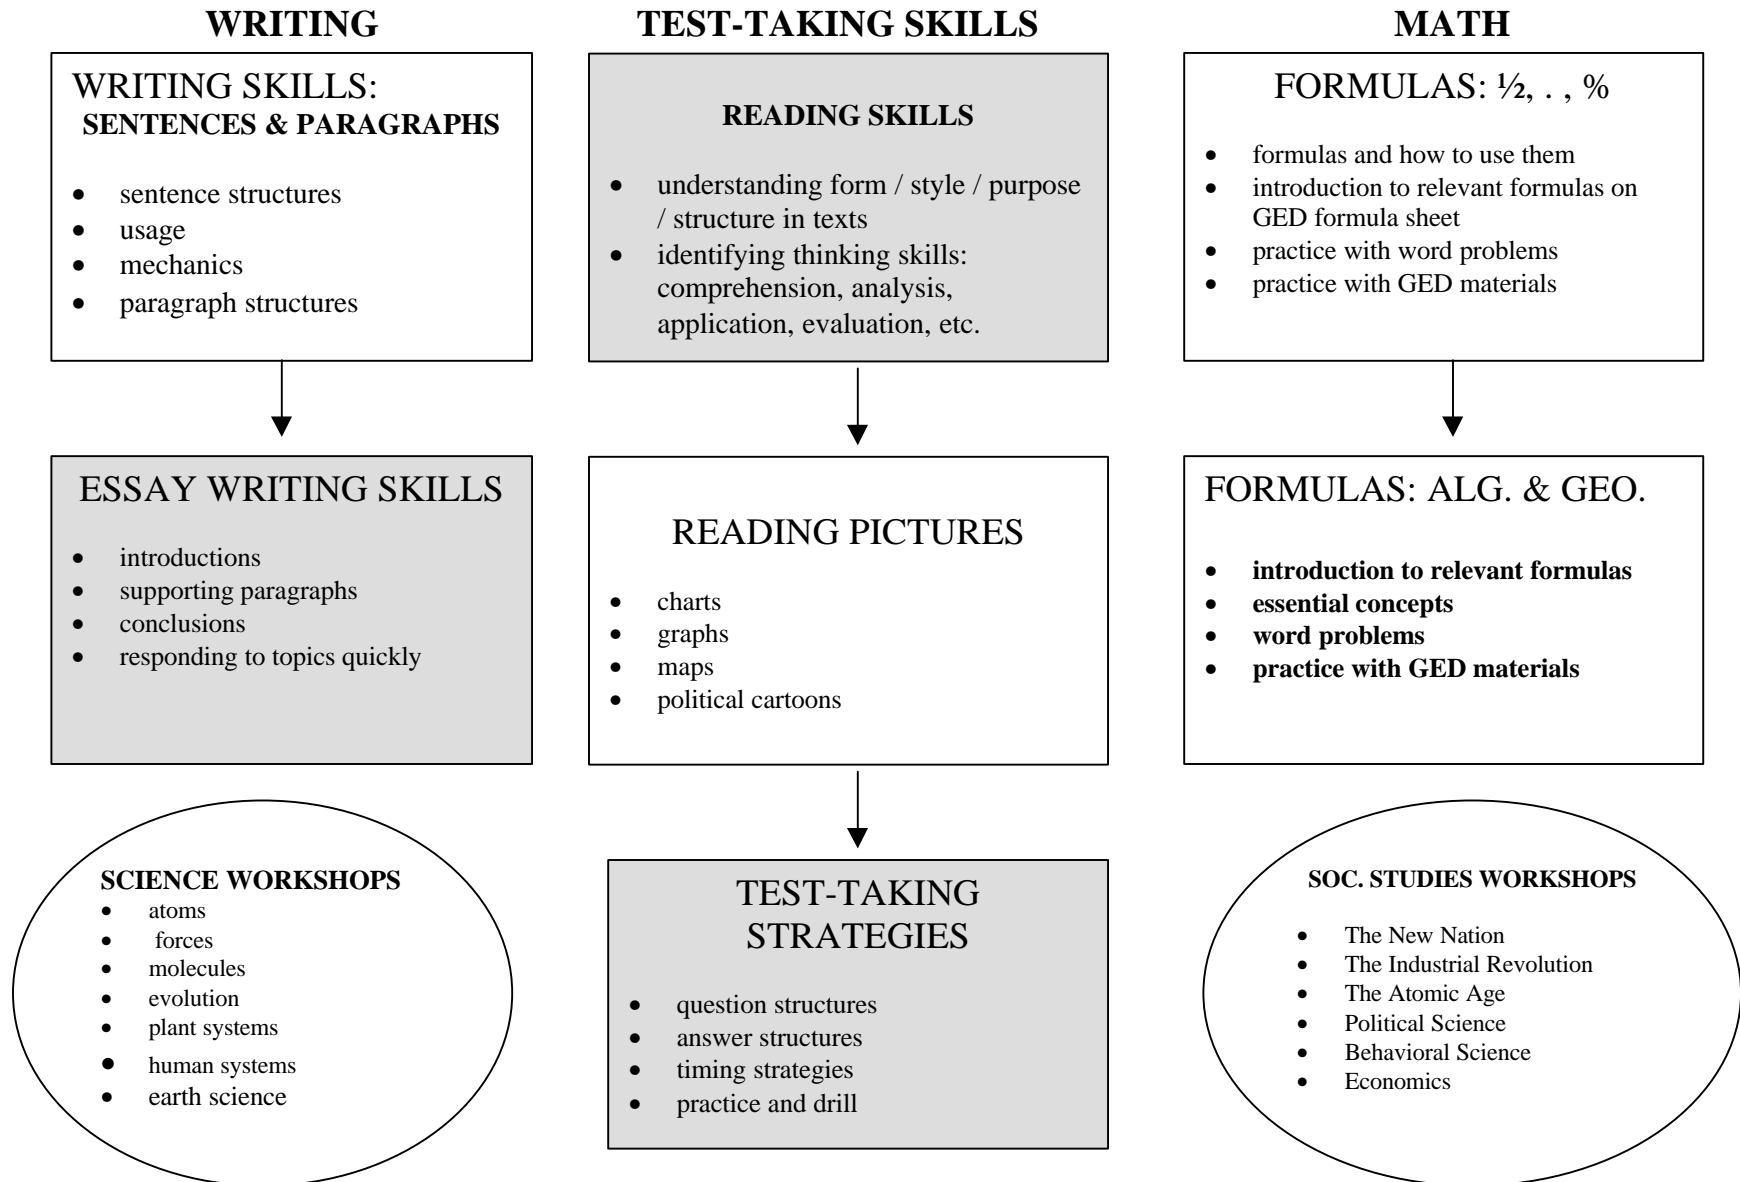 WRITING
WRITING SKILLS:
SENTENCES & PARAGRAPHS
• sentence structures
• usage
• mechanics
• paragraph structures
ESSAY WRITING SKILLS
• introductions
• supporting paragraphs
• conclusions
• responding to topics quickly
SCIENCE WORKSHOPS
• atoms
• forces
• molecules
• evolution
• plant systems
• human systems
• earth science
TEST-TAKING SKILLS
READING SKILLS
• understanding form / style / purpose
/ structure in texts
• identifying thinking skills:
comprehension, analysis,
application, evaluation, etc.
READING PICTURES
• charts
• graphs
• maps
• political cartoons
TEST-TAKING
STRATEGIES
• question structures
• answer structures
• timing strategies
• practice and drill
MATH
FORMULAS: ½, . , %
• formulas and how to use them
• introduction to relevant formulas on
GED formula sheet
• practice with word problems
• practice with GED materials
FORMULAS: ALG. & GEO.
• introduction to relevant formulas
• essential concepts
• word problems
• practice with GED materials
SOC. STUDIES WORKSHOPS
• The New Nation
• The Industrial Revolution
• The Atomic Age
• Political Science
• Behavioral Science
• Economics